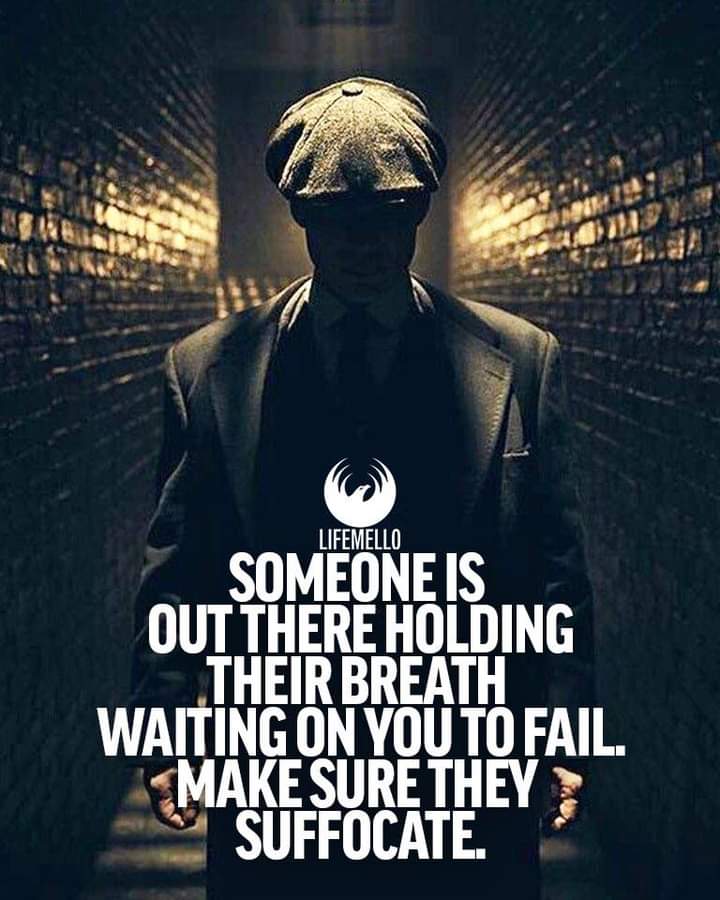 LIFEMELLO
SOMEONE IS
OUT THERE HOLDING
THEIR BREATH
WAITING ON YOU TO FAIL.
MAKE SURE THEY
SUFFOCATE.